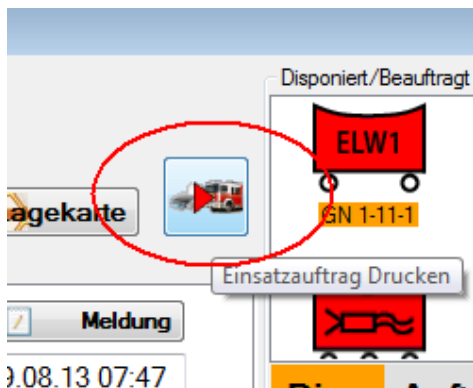 Disponiert/Beauftragt
ELW1
GN 1-11-1
agekarte
Einsatzauftrag Drucken
Meldung
9.08.13 07:47